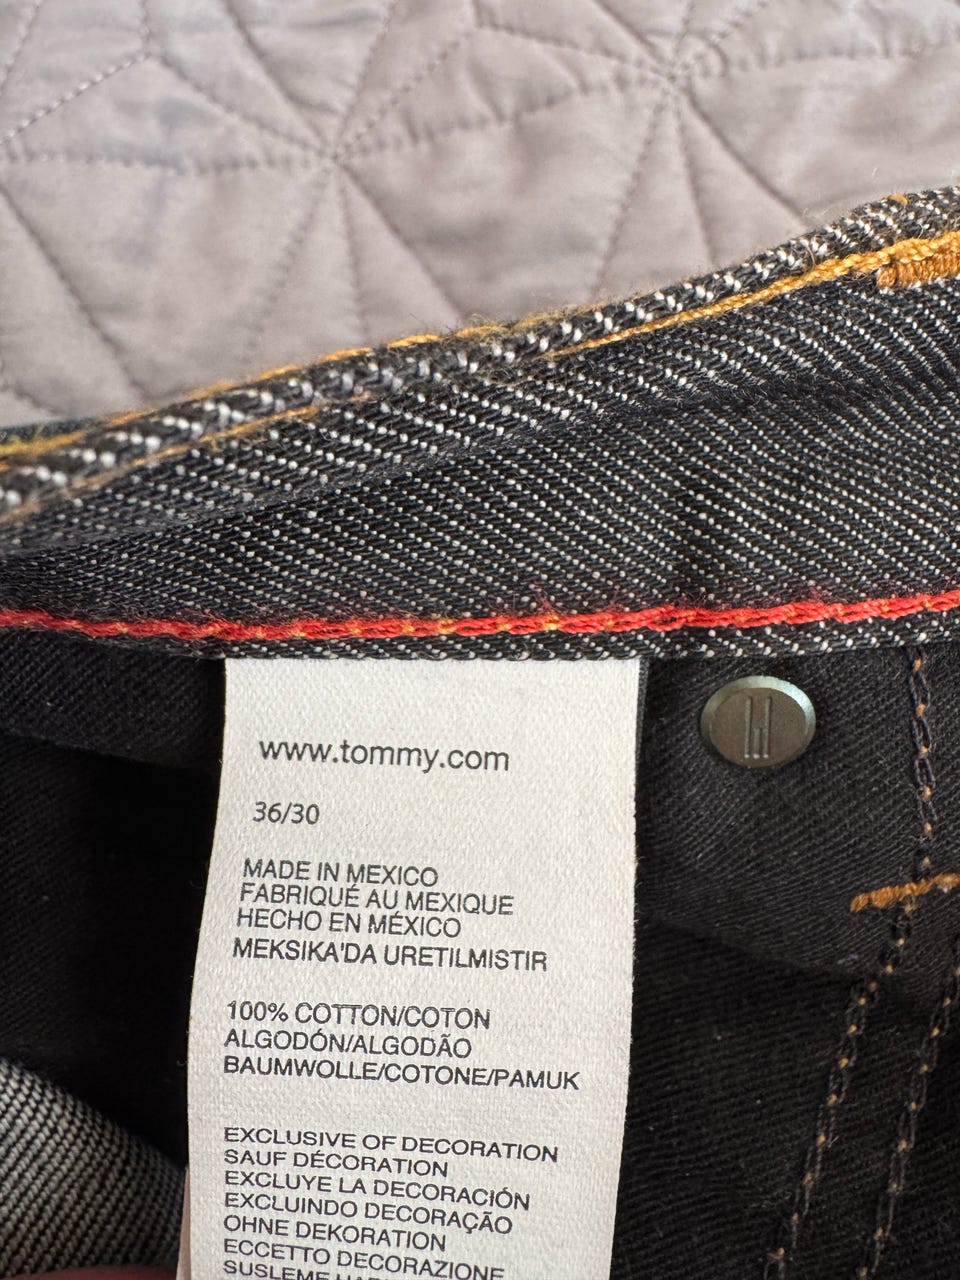 www.tommy.com
36/30
MADE IN MEXICO
FABRIQUÉ AU MEXIQUE
HECHO EN MÉXICO
MEKSIKA'DA URETILMISTIR
100% COTTON/COTON
ALGODÓN/ALGODÃO
BAUMWOLLE/COTONE/PAMUK
EXCLUSIVE OF DECORATION
SAUF DÉCORATION
EXCLUYE LA DECORACIÓN
EXCLUINDO DECORAÇÃO
OHNE DEKORATION
ECCETTO DECORAZIONE
SUSLEME